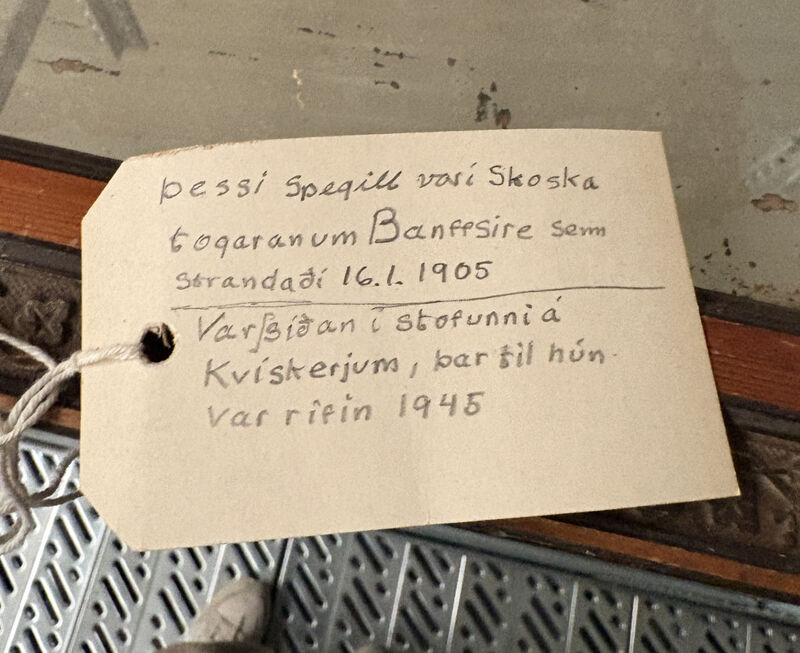 þessi spegill var í Skoska
togaranum Banffsire sem
strandaði 16.1. 1905
Var síðan í stofunni á
Kvískerjum, þar til hún
var rifin 1945